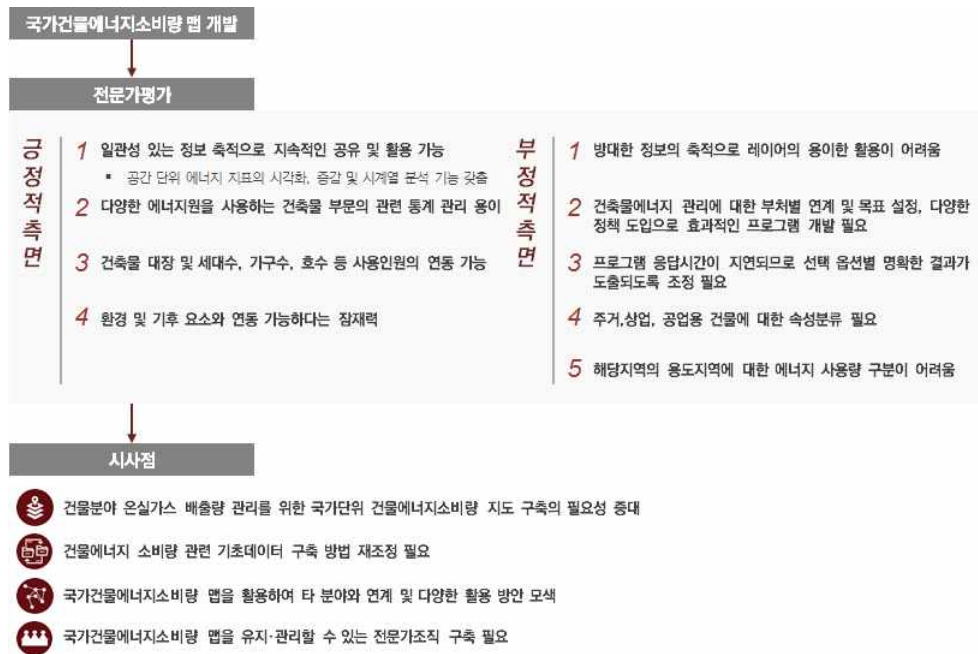 국가건물에너지소비량 맵 개발
전문가평가
긍정적측면
1 일관성 있는 정보 축적으로 지속적인 공유 및 활용 가능
▪ 공간 단위 에너지 지표의 시각화, 증감 및 시계열 분석 기능 갖춤
2 다양한 에너지원을 사용하는 건축물 부문의 관련 통계 관리 용이
3 건축물 대장 및 세대수, 가구수, 호수 등 사용인원의 연동 가능
4 환경 및 기후 요소와 연동 가능하다는 잠재력
부정적측면
1 방대한 정보의 축적으로 레이어의 용이한 활용이 어려움
2 건축물에너지 관리에 대한 부처별 연계 및 목표 설정, 다양한
정책 도입으로 효과적인 프로그램 개발 필요
3 프로그램 응답시간이 지연되므로 선택 옵션별 명확한 결과가
도출되도록 조정 필요
4 주거,상업, 공업용 건물에 대한 속성분류 필요
5 해당지역의 용도지역에 대한 에너지 사용량 구분이 어려움
시사점
건물분야 온실가스 배출량 관리를 위한 국가단위 건물에너지소비량 지도 구축의 필요성 증대
건물에너지 소비량 관련 기초데이터 구축 방법 재조정 필요
국가건물에너지소비량 맵을 활용하여 타 분야와 연계 및 다양한 활용 방안 모색
국가건물에너지소비량 맵을 유지·관리할 수 있는 전문가조직 구축 필요